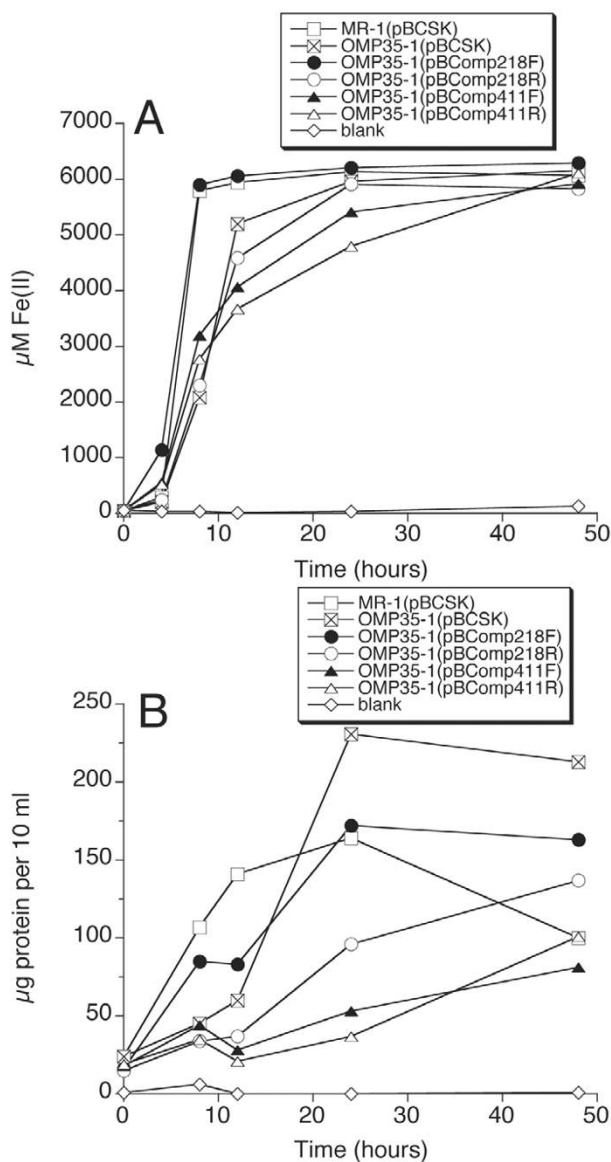 MR-1(pBCSK)
OMP35-1(pBCSK)
OMP35-1(pBComp218F)
OMP35-1(pBComp218R)
OMP35-1(pBComp411F)
OMP35-1(pBComp411R)
blank
A
7000
6000
5000
4000
3000
2000
1000
0
µM Fe(II)
0 10 20 30 40 50
Time (hours)
MR-1(pBCSK)
OMP35-1(pBCSK)
OMP35-1(pBComp218F)
OMP35-1(pBComp218R)
OMP35-1(pBComp411F)
OMP35-1(pBComp411R)
blank
B
250
200
150
100
50
0
µg protein per 10 ml
0 10 20 30 40 50
Time (hours)